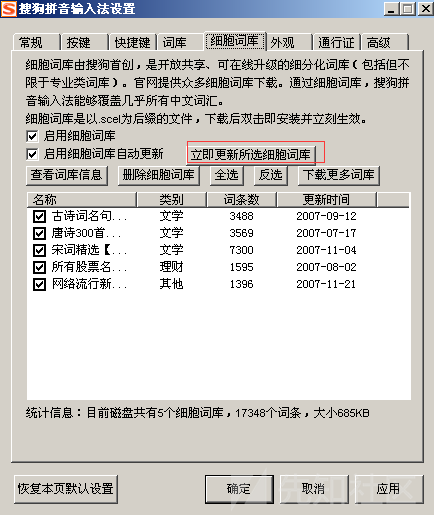 搜狗拼音输入法设置
常规 按键 快捷键 词库 细胞词库 外观 通行证 高级
细胞词库由搜狗首创，是开放共享、可在线升级的细分化词库（包括但不
限于专业类词库）。官网提供众多细胞词库下载。通过细胞词库，搜狗拼
音输入法能够覆盖几乎所有中文词汇。
细胞词库是以.scel为后缀的文件，下载后双击即安装并立刻生效。
启用细胞词库
启用细胞词库自动更新 立即更新所选细胞词库
查看词库信息 删除细胞词库 全选 反选 下载更多词库
名称 类别 词条数 更新时间
古诗词名句... 文学 3488 2007-09-12
唐诗300首... 文学 3569 2007-07-17
宋词精选【... 文学 7300 2007-11-04
所有股票名... 理财 1595 2007-08-02
网络流行新... 其他 1396 2007-11-21
统计信息：目前磁盘共有5个细胞词库，17348个词条，大小685KB
恢复本页默认设置 确定 取消 应用